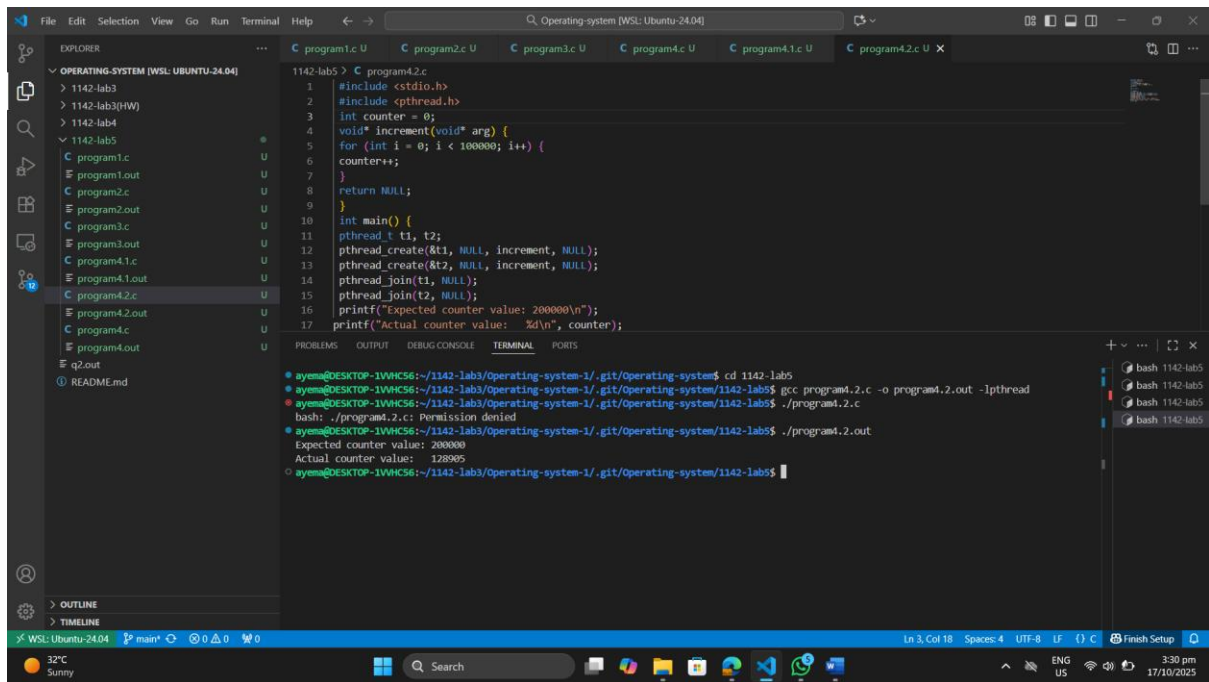 File Edit Selection View Go Run Terminal Help
Operating-system [WSL: Ubuntu-24.04]
EXPLORER
OPERATING-SYSTEM [WSL: UBUNTU-24.04]
1142-lab3
1142-lab3(HW)
1142-lab4
1142-lab5
C program1.c U
program1.out U
C program2.c U
program2.out U
C program3.c U
program3.out U
C program4.1.c U
program4.1.out U
C program4.2.c U
program4.2.out U
C program4.c U
program4.out U
q2.out
README.md
OUTLINE
TIMELINE
12
C program1.c U C program2.c U C program3.c U C program4.c U C program4.1.c U C program4.2.c U
1142-lab5 > C program4.2.c
1 #include <stdio.h>
2 #include <pthread.h>
3 int counter = 0;
4 void* increment(void* arg) {
5 for (int i = 0; i < 100000; i++) {
6 counter++;
7 }
8 return NULL;
9 }
10 int main() {
11 pthread_t t1, t2;
12 pthread_create(&t1, NULL, increment, NULL);
13 pthread_create(&t2, NULL, increment, NULL);
14 pthread_join(t1, NULL);
15 pthread_join(t2, NULL);
16 printf("Expected counter value: 200000\n");
17 printf("Actual counter value:   %d\n", counter);
PROBLEMS OUTPUT DEBUG CONSOLE TERMINAL PORTS
ayema@DESKTOP-1VVHC56:~/1142-lab3/Operating-system-1/.git/Operating-system$ cd 1142-lab5
ayema@DESKTOP-1VVHC56:~/1142-lab3/Operating-system-1/.git/Operating-system/1142-lab5$ gcc program4.2.c -o program4.2.out -lpthread
ayema@DESKTOP-1VVHC56:~/1142-lab3/Operating-system-1/.git/Operating-system/1142-lab5$ ./program4.2.c
bash: ./program4.2.c: Permission denied
ayema@DESKTOP-1VVHC56:~/1142-lab3/Operating-system-1/.git/Operating-system/1142-lab5$ ./program4.2.out
Expected counter value: 200000
Actual counter value:   128905
ayema@DESKTOP-1VVHC56:~/1142-lab3/Operating-system-1/.git/Operating-system/1142-lab5$
bash 1142-lab5
bash 1142-lab5
bash 1142-lab5
bash 1142-lab5
WSL: Ubuntu-24.04 main* 0 0 0 Ln 3, Col 18 Spaces: 4 UTF-8 LF {} C Finish Setup
32°C
Sunny
Search
ENG
US
3:30 pm
17/10/2025